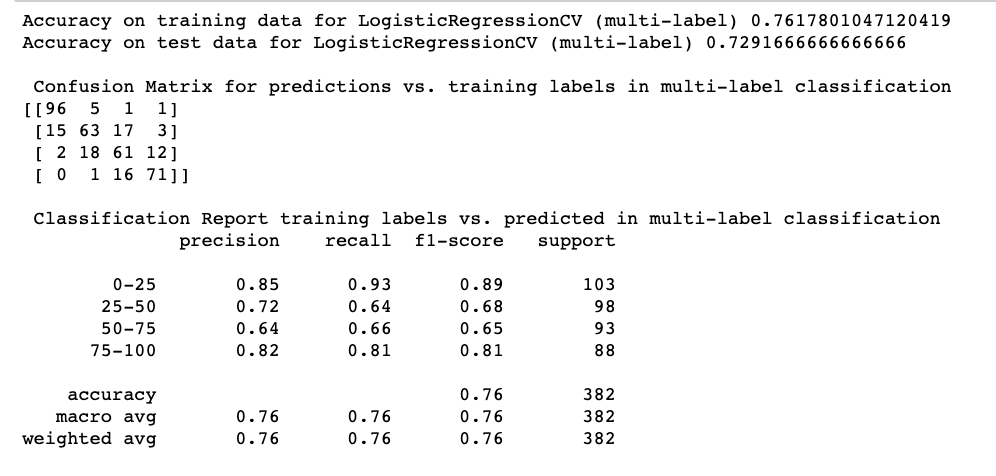 Accuracy on training data for LogisticRegressionCV (multi-label) 0.7617801047120419
Accuracy on test data for LogisticRegressionCV (multi-label) 0.7291666666666666
Confusion Matrix for predictions vs. training labels in multi-label classification
[[96  5  1  1]
 [15 63 17  3]
 [ 2 18 61 12]
 [ 0  1 16 71]]
Classification Report training labels vs. predicted in multi-label classification
precision    recall  f1-score   support
0-25       0.85      0.93      0.89       103
25-50       0.72      0.64      0.68        98
50-75       0.64      0.66      0.65        93
75-100       0.82      0.81      0.81        88
accuracy                           0.76       382
macro avg       0.76      0.76      0.76       382
weighted avg       0.76      0.76      0.76       382